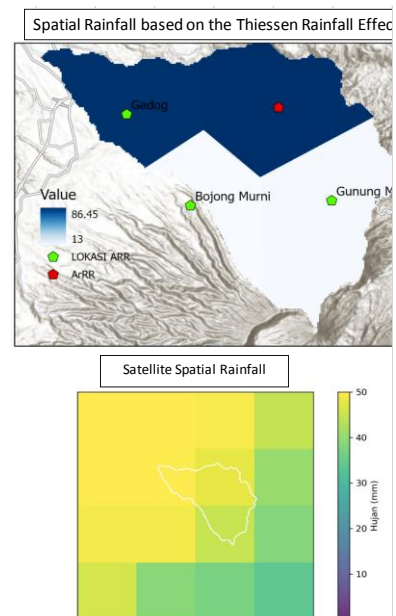 Spatial Rainfall based on the Thiessen Rainfall Effec
Gadog
Bojong Murni
Gunung M
Value
86.45
13
LOKASI ARR
ArRR
Satellite Spatial Rainfall
50
40
30
20
10
Hujan (mm)